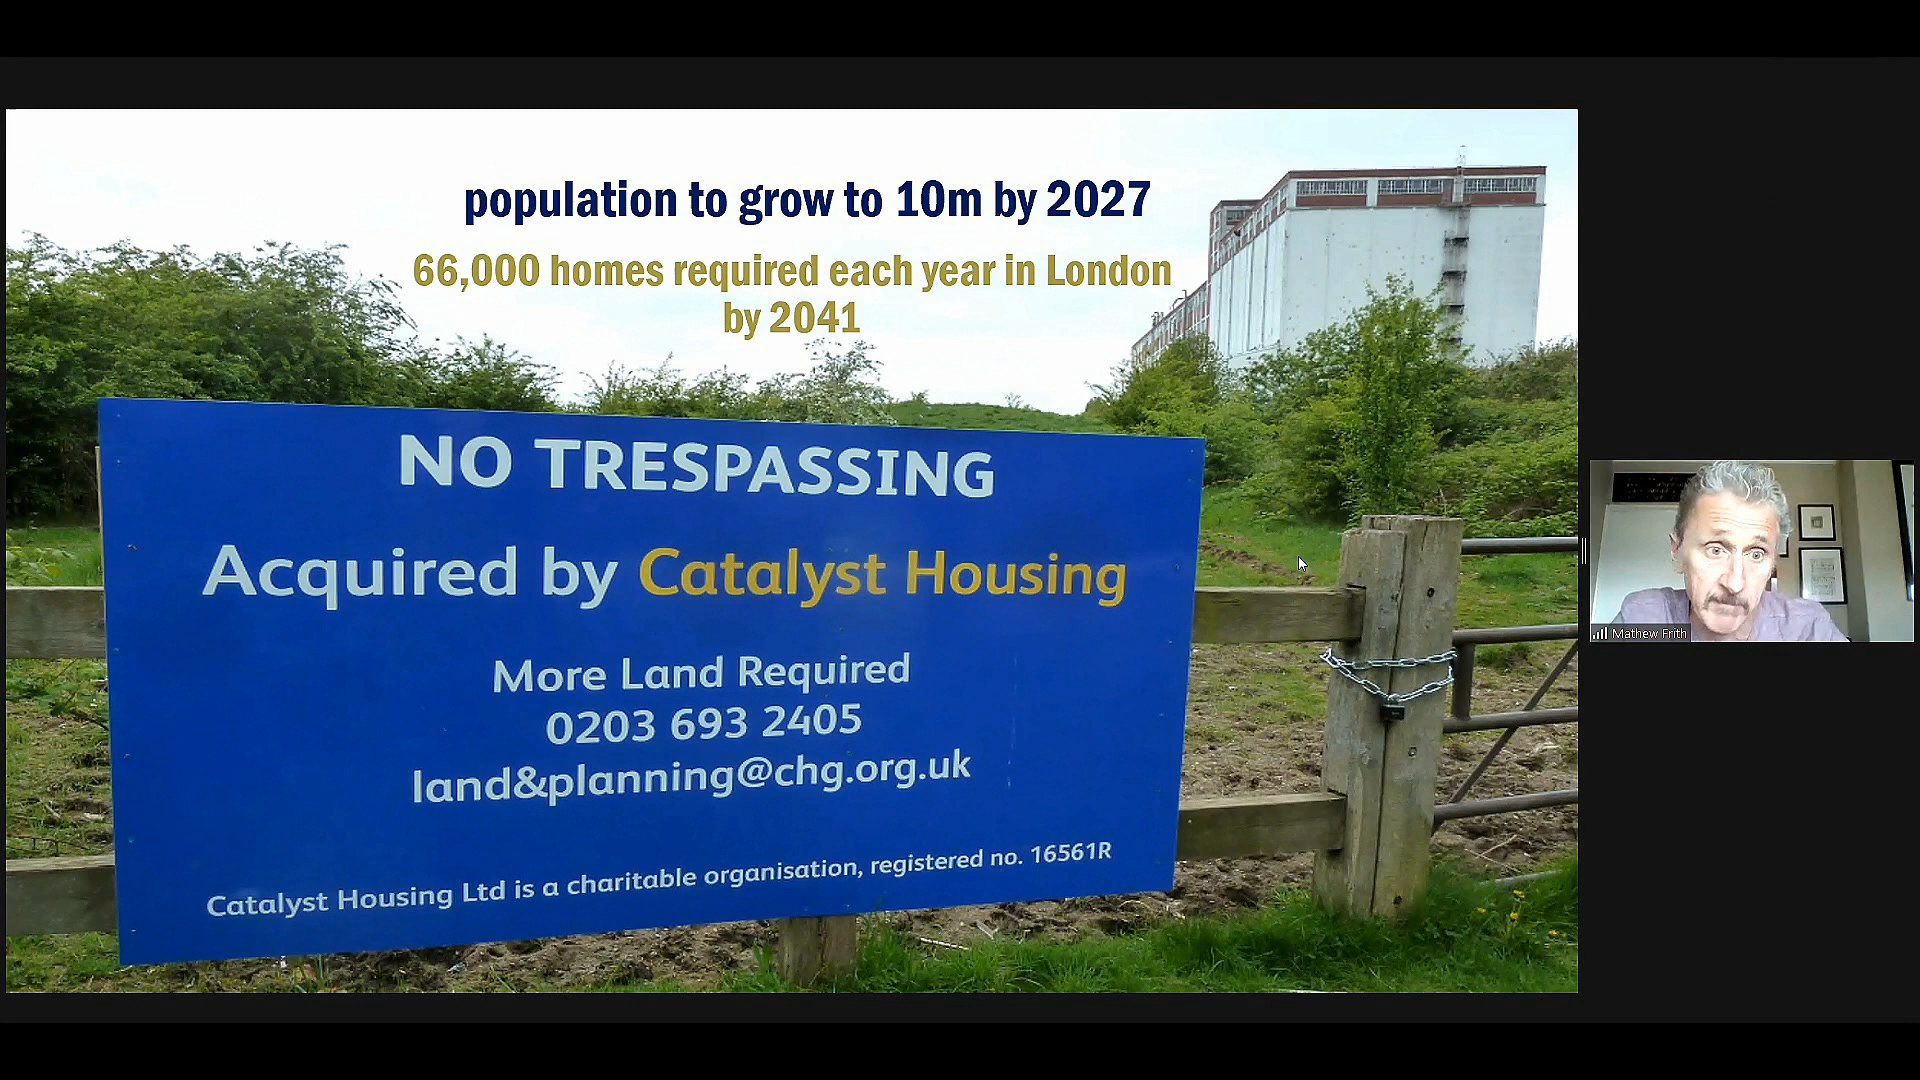 population to grow to 10m by 2027
66,000 homes required each year in London
by 2041
NO TRESPASSING
Acquired by Catalyst Housing
More Land Required
0203 693 2405
land&planning@chg.org.uk
Catalyst Housing Ltd is a charitable organisation, registered no. 16561R
Mathew Frith